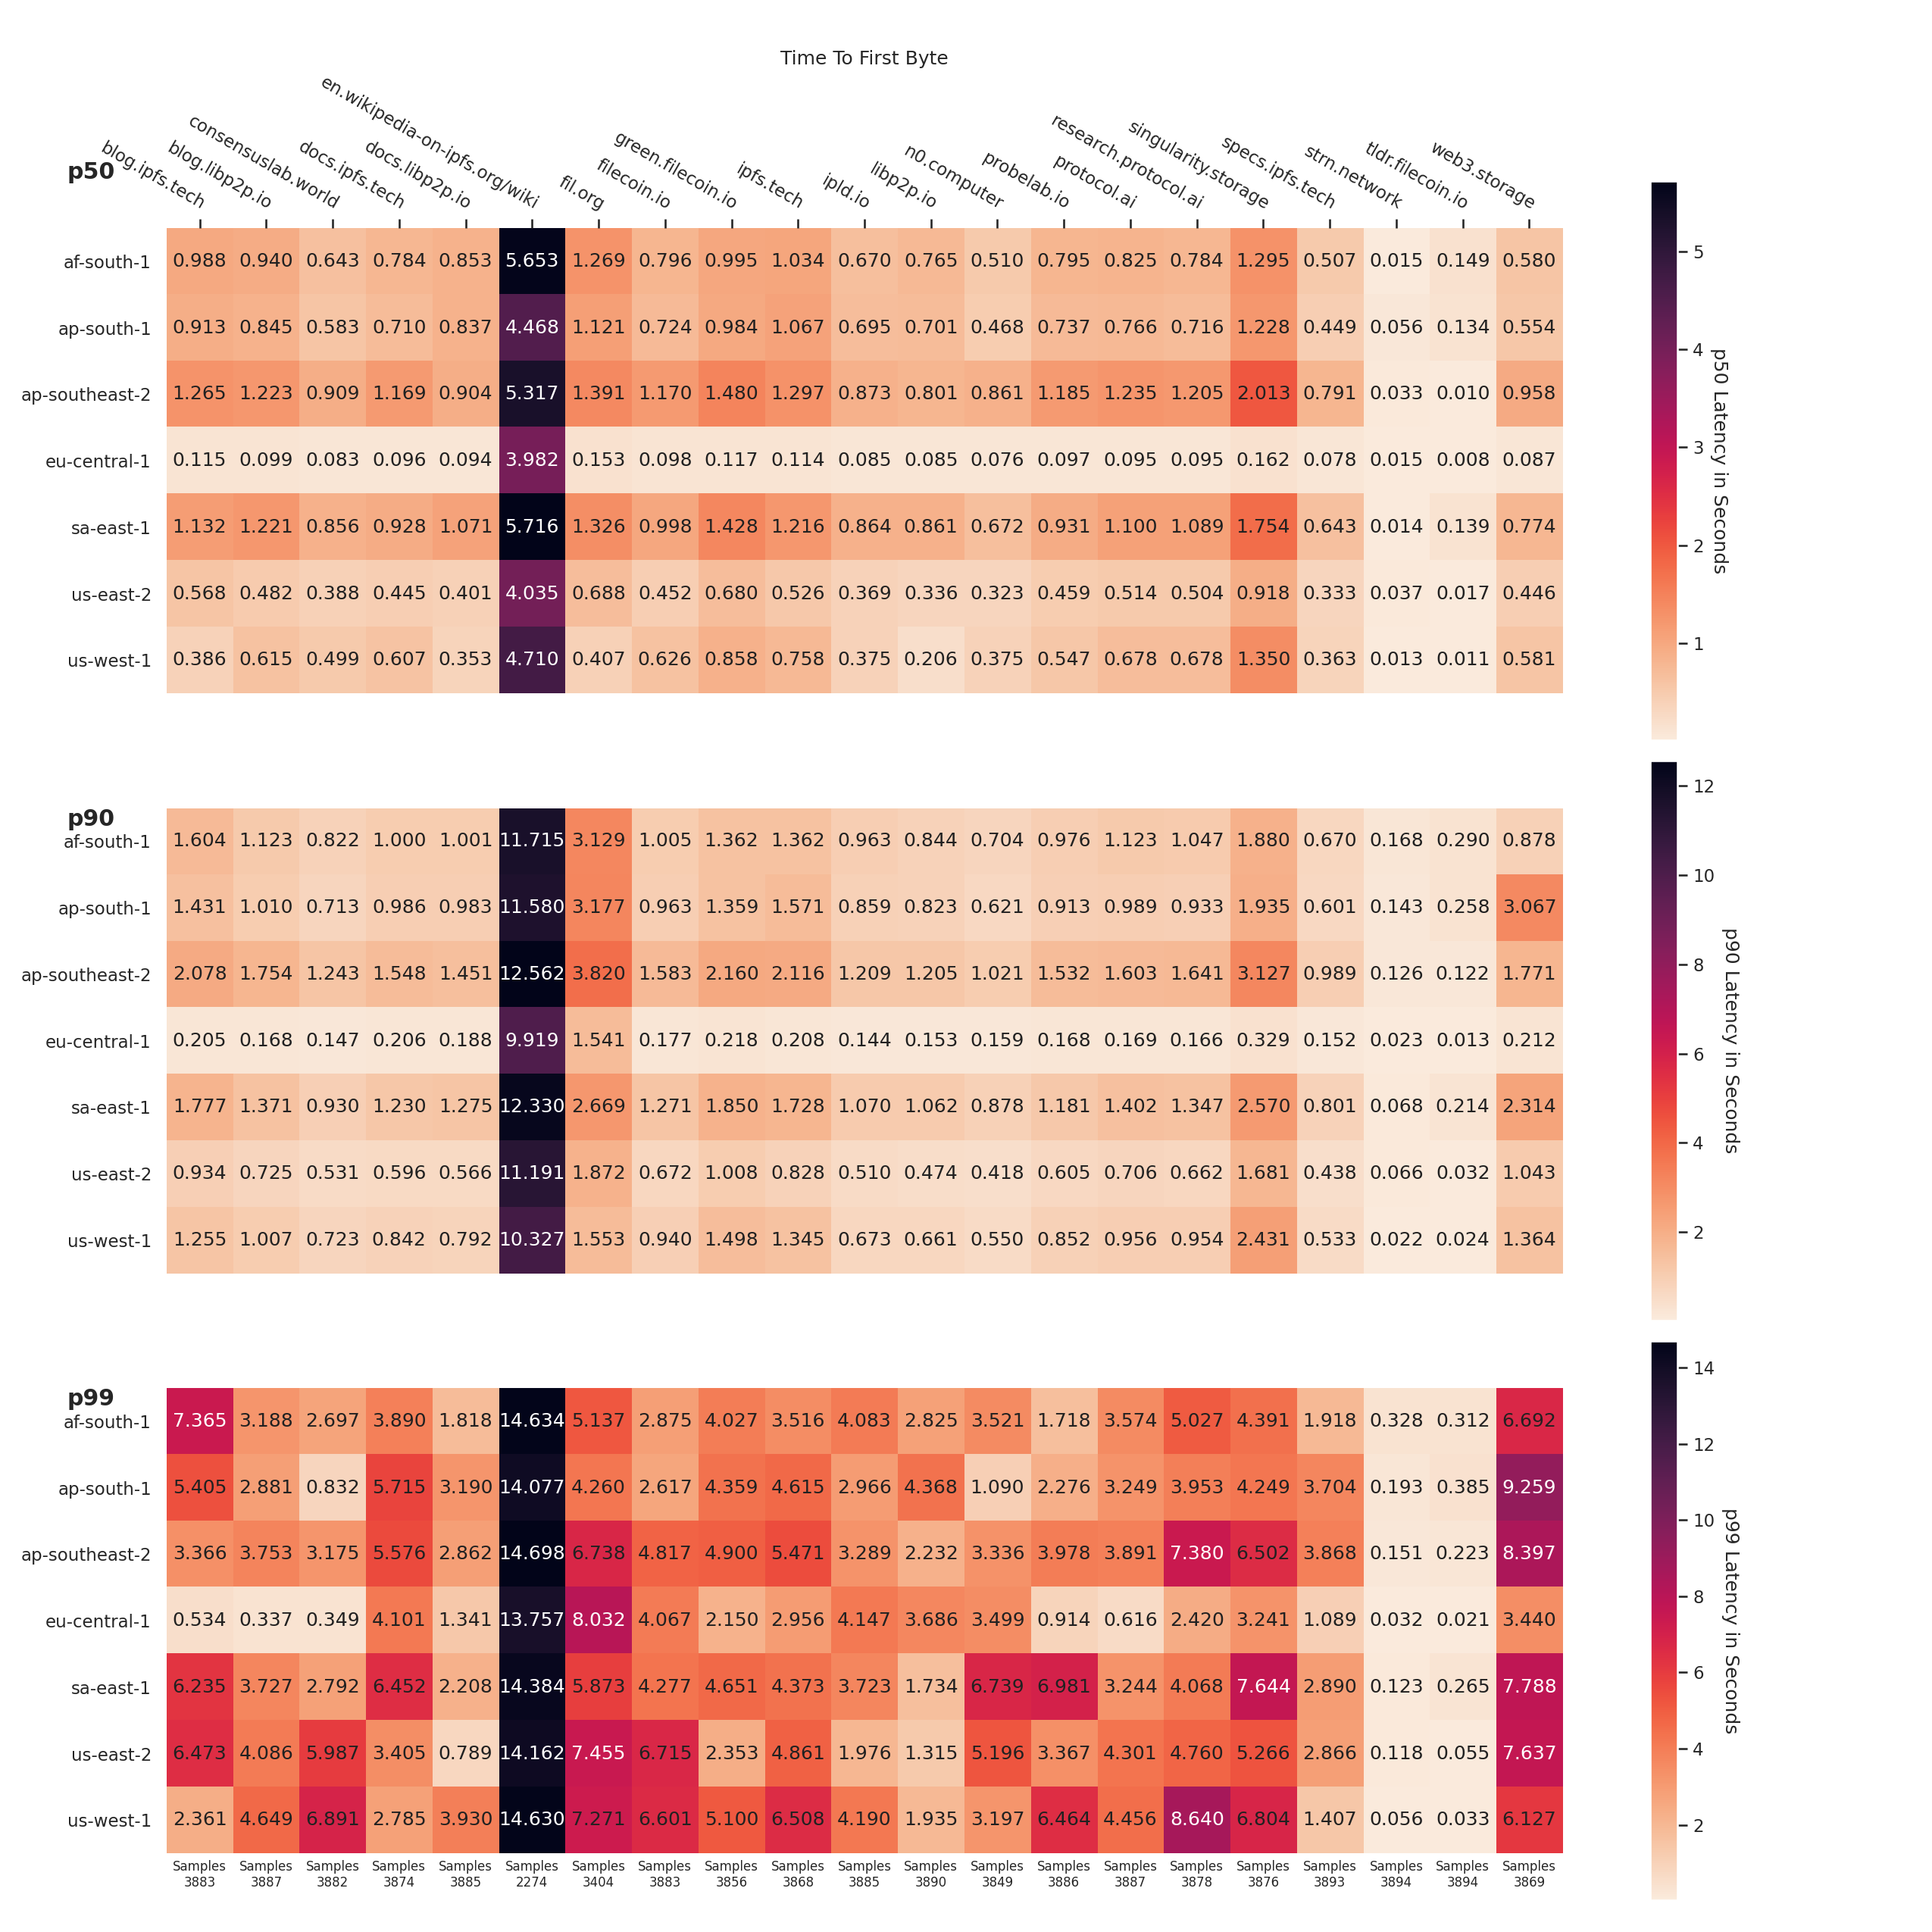 Time To First Byte
p50
blog.ipfs.tech
blog.libp2p.io
consensuslab.world
docs.ipfs.tech
docs.libp2p.io
en.wikipedia-on-ipfs.org/wiki
fil.org
filecoin.io
green.filecoin.io
ipfs.tech
ipld.io
libp2p.io
n0.computer
probelab.io
protocol.ai
research.protocol.ai
singularity.storage
specs.ipfs.tech
strn.network
tldr.filecoin.io
web3.storage
af-south-1 0.988 0.940 0.643 0.784 0.853 5.653 1.269 0.796 0.995 1.034 0.670 0.765 0.510 0.795 0.825 0.784 1.295 0.507 0.015 0.149 0.580
ap-south-1 0.913 0.845 0.583 0.710 0.837 4.468 1.121 0.724 0.984 1.067 0.695 0.701 0.468 0.737 0.766 0.716 1.228 0.449 0.056 0.134 0.554
ap-southeast-2 1.265 1.223 0.909 1.169 0.904 5.317 1.391 1.170 1.480 1.297 0.873 0.801 0.861 1.185 1.235 1.205 2.013 0.791 0.033 0.010 0.958
eu-central-1 0.115 0.099 0.083 0.096 0.094 3.982 0.153 0.098 0.117 0.114 0.085 0.085 0.076 0.097 0.095 0.095 0.162 0.078 0.015 0.008 0.087
sa-east-1 1.132 1.221 0.856 0.928 1.071 5.716 1.326 0.998 1.428 1.216 0.864 0.861 0.672 0.931 1.100 1.089 1.754 0.643 0.014 0.139 0.774
us-east-2 0.568 0.482 0.388 0.445 0.401 4.035 0.688 0.452 0.680 0.526 0.369 0.336 0.323 0.459 0.514 0.504 0.918 0.333 0.037 0.017 0.446
us-west-1 0.386 0.615 0.499 0.607 0.353 4.710 0.407 0.626 0.858 0.758 0.375 0.206 0.375 0.547 0.678 0.678 1.350 0.363 0.013 0.011 0.581
5
4
3
2
1
p50 Latency in Seconds
p90
af-south-1 1.604 1.123 0.822 1.000 1.001 11.715 3.129 1.005 1.362 1.362 0.963 0.844 0.704 0.976 1.123 1.047 1.880 0.670 0.168 0.290 0.878
ap-south-1 1.431 1.010 0.713 0.986 0.983 11.580 3.177 0.963 1.359 1.571 0.859 0.823 0.621 0.913 0.989 0.933 1.935 0.601 0.143 0.258 3.067
ap-southeast-2 2.078 1.754 1.243 1.548 1.451 12.562 3.820 1.583 2.160 2.116 1.209 1.205 1.021 1.532 1.603 1.641 3.127 0.989 0.126 0.122 1.771
eu-central-1 0.205 0.168 0.147 0.206 0.188 9.919 1.541 0.177 0.218 0.208 0.144 0.153 0.159 0.168 0.169 0.166 0.329 0.152 0.023 0.013 0.212
sa-east-1 1.777 1.371 0.930 1.230 1.275 12.330 2.669 1.271 1.850 1.728 1.070 1.062 0.878 1.181 1.402 1.347 2.570 0.801 0.068 0.214 2.314
us-east-2 0.934 0.725 0.531 0.596 0.566 11.191 1.872 0.672 1.008 0.828 0.510 0.474 0.418 0.605 0.706 0.662 1.681 0.438 0.066 0.032 1.043
us-west-1 1.255 1.007 0.723 0.842 0.792 10.327 1.553 0.940 1.498 1.345 0.673 0.661 0.550 0.852 0.956 0.954 2.431 0.533 0.022 0.024 1.364
12
10
8
6
4
2
p90 Latency in Seconds
p99
af-south-1 7.365 3.188 2.697 3.890 1.818 14.634 5.137 2.875 4.027 3.516 4.083 2.825 3.521 1.718 3.574 5.027 4.391 1.918 0.328 0.312 6.692
ap-south-1 5.405 2.881 0.832 5.715 3.190 14.077 4.260 2.617 4.359 4.615 2.966 4.368 1.090 2.276 3.249 3.953 4.249 3.704 0.193 0.385 9.259
ap-southeast-2 3.366 3.753 3.175 5.576 2.862 14.698 6.738 4.817 4.900 5.471 3.289 2.232 3.336 3.978 3.891 7.380 6.502 3.868 0.151 0.223 8.397
eu-central-1 0.534 0.337 0.349 4.101 1.341 13.757 8.032 4.067 2.150 2.956 4.147 3.686 3.499 0.914 0.616 2.420 3.241 1.089 0.032 0.021 3.440
sa-east-1 6.235 3.727 2.792 6.452 2.208 14.384 5.873 4.277 4.651 4.373 3.723 1.734 6.739 6.981 3.244 4.068 7.644 2.890 0.123 0.265 7.788
us-east-2 6.473 4.086 5.987 3.405 0.789 14.162 7.455 6.715 2.353 4.861 1.976 1.315 5.196 3.367 4.301 4.760 5.266 2.866 0.118 0.055 7.637
us-west-1 2.361 4.649 6.891 2.785 3.930 14.630 7.271 6.601 5.100 6.508 4.190 1.935 3.197 6.464 4.456 8.640 6.804 1.407 0.056 0.033 6.127
Samples Samples Samples Samples Samples Samples Samples Samples Samples Samples Samples Samples Samples Samples Samples Samples Samples Samples Samples Samples Samples
3883 3887 3882 3874 3885 2274 3404 3883 3856 3868 3885 3890 3849 3886 3887 3878 3876 3893 3894 3894 3869
14
12
10
8
6
4
2
p99 Latency in Seconds